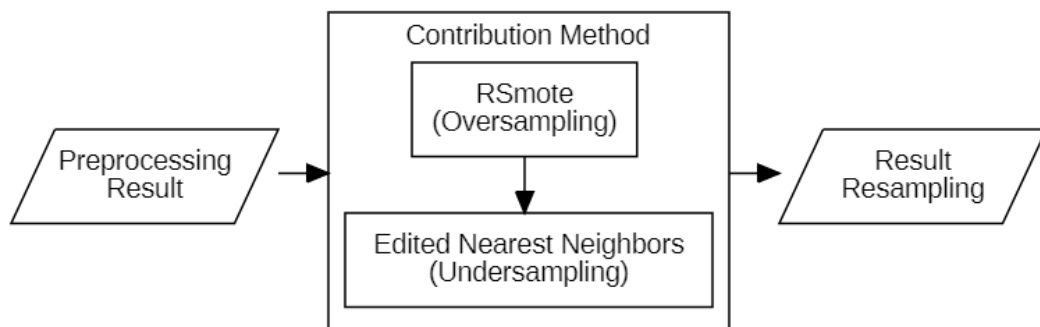 Preprocessing
Result
Contribution Method
RSmote
(Oversampling)
Edited Nearest Neighbors
(Undersampling)
Result
Resampling